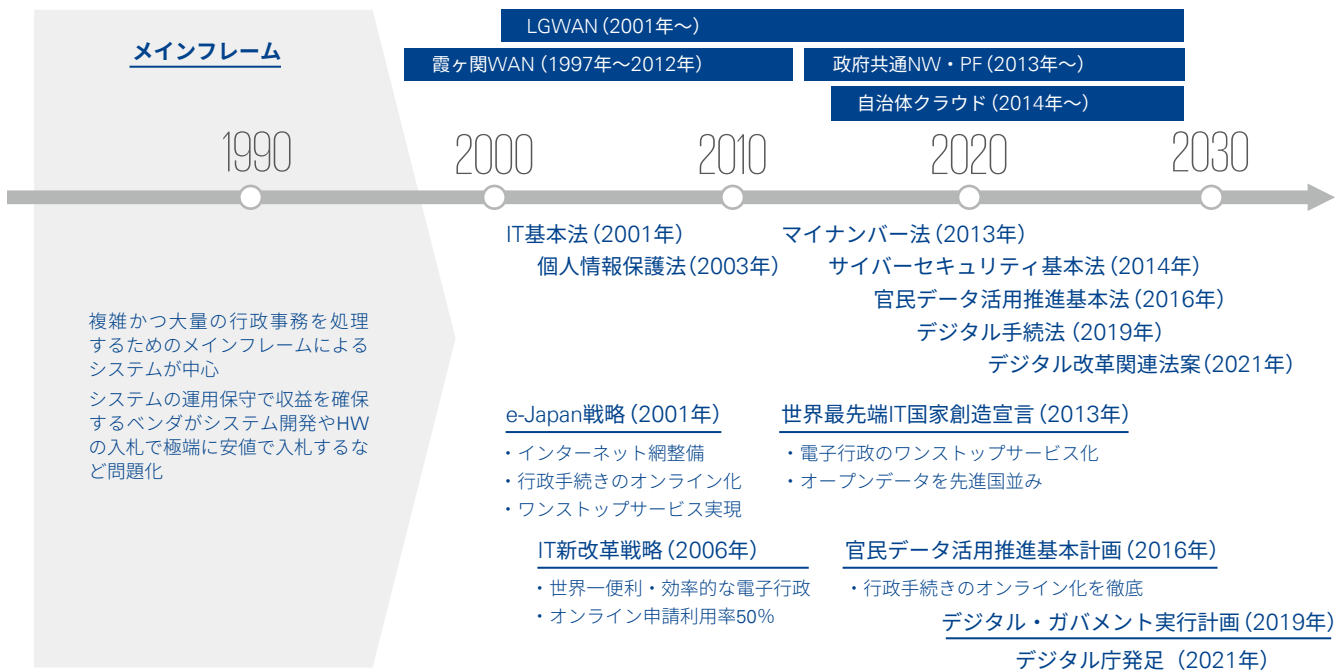 メインフレーム
LGWAN（2001年〜）
霞ヶ関WAN（1997年〜2012年）
政府共通NW・PF（2013年〜）
自治体クラウド（2014年〜）
1990
2000
2010
2020
2030
複雑かつ大量の行政事務を処理
するためのメインフレームによる
システムが中心
システムの運用保守で収益を確保
するベンダがシステム開発やHW
の入札で極端に安値で入札するな
ど問題化
IT基本法（2001年）
個人情報保護法（2003年）
マイナンバー法（2013年）
サイバーセキュリティ基本法（2014年）
官民データ活用推進基本法（2016年）
デジタル手続法（2019年）
デジタル改革関連法案（2021年）
e-Japan戦略（2001年）
・インターネット網整備
・行政手続きのオンライン化
・ワンストップサービス実現
世界最先端IT国家創造宣言（2013年）
・電子行政のワンストップサービス化
・オープンデータを先進国並み
IT新改革戦略（2006年）
・世界一便利・効率的な電子行政
・オンライン申請利用率50%
官民データ活用推進基本計画（2016年）
・行政手続きのオンライン化を徹底
デジタル・ガバメント実行計画（2019年）
デジタル庁発足（2021年）